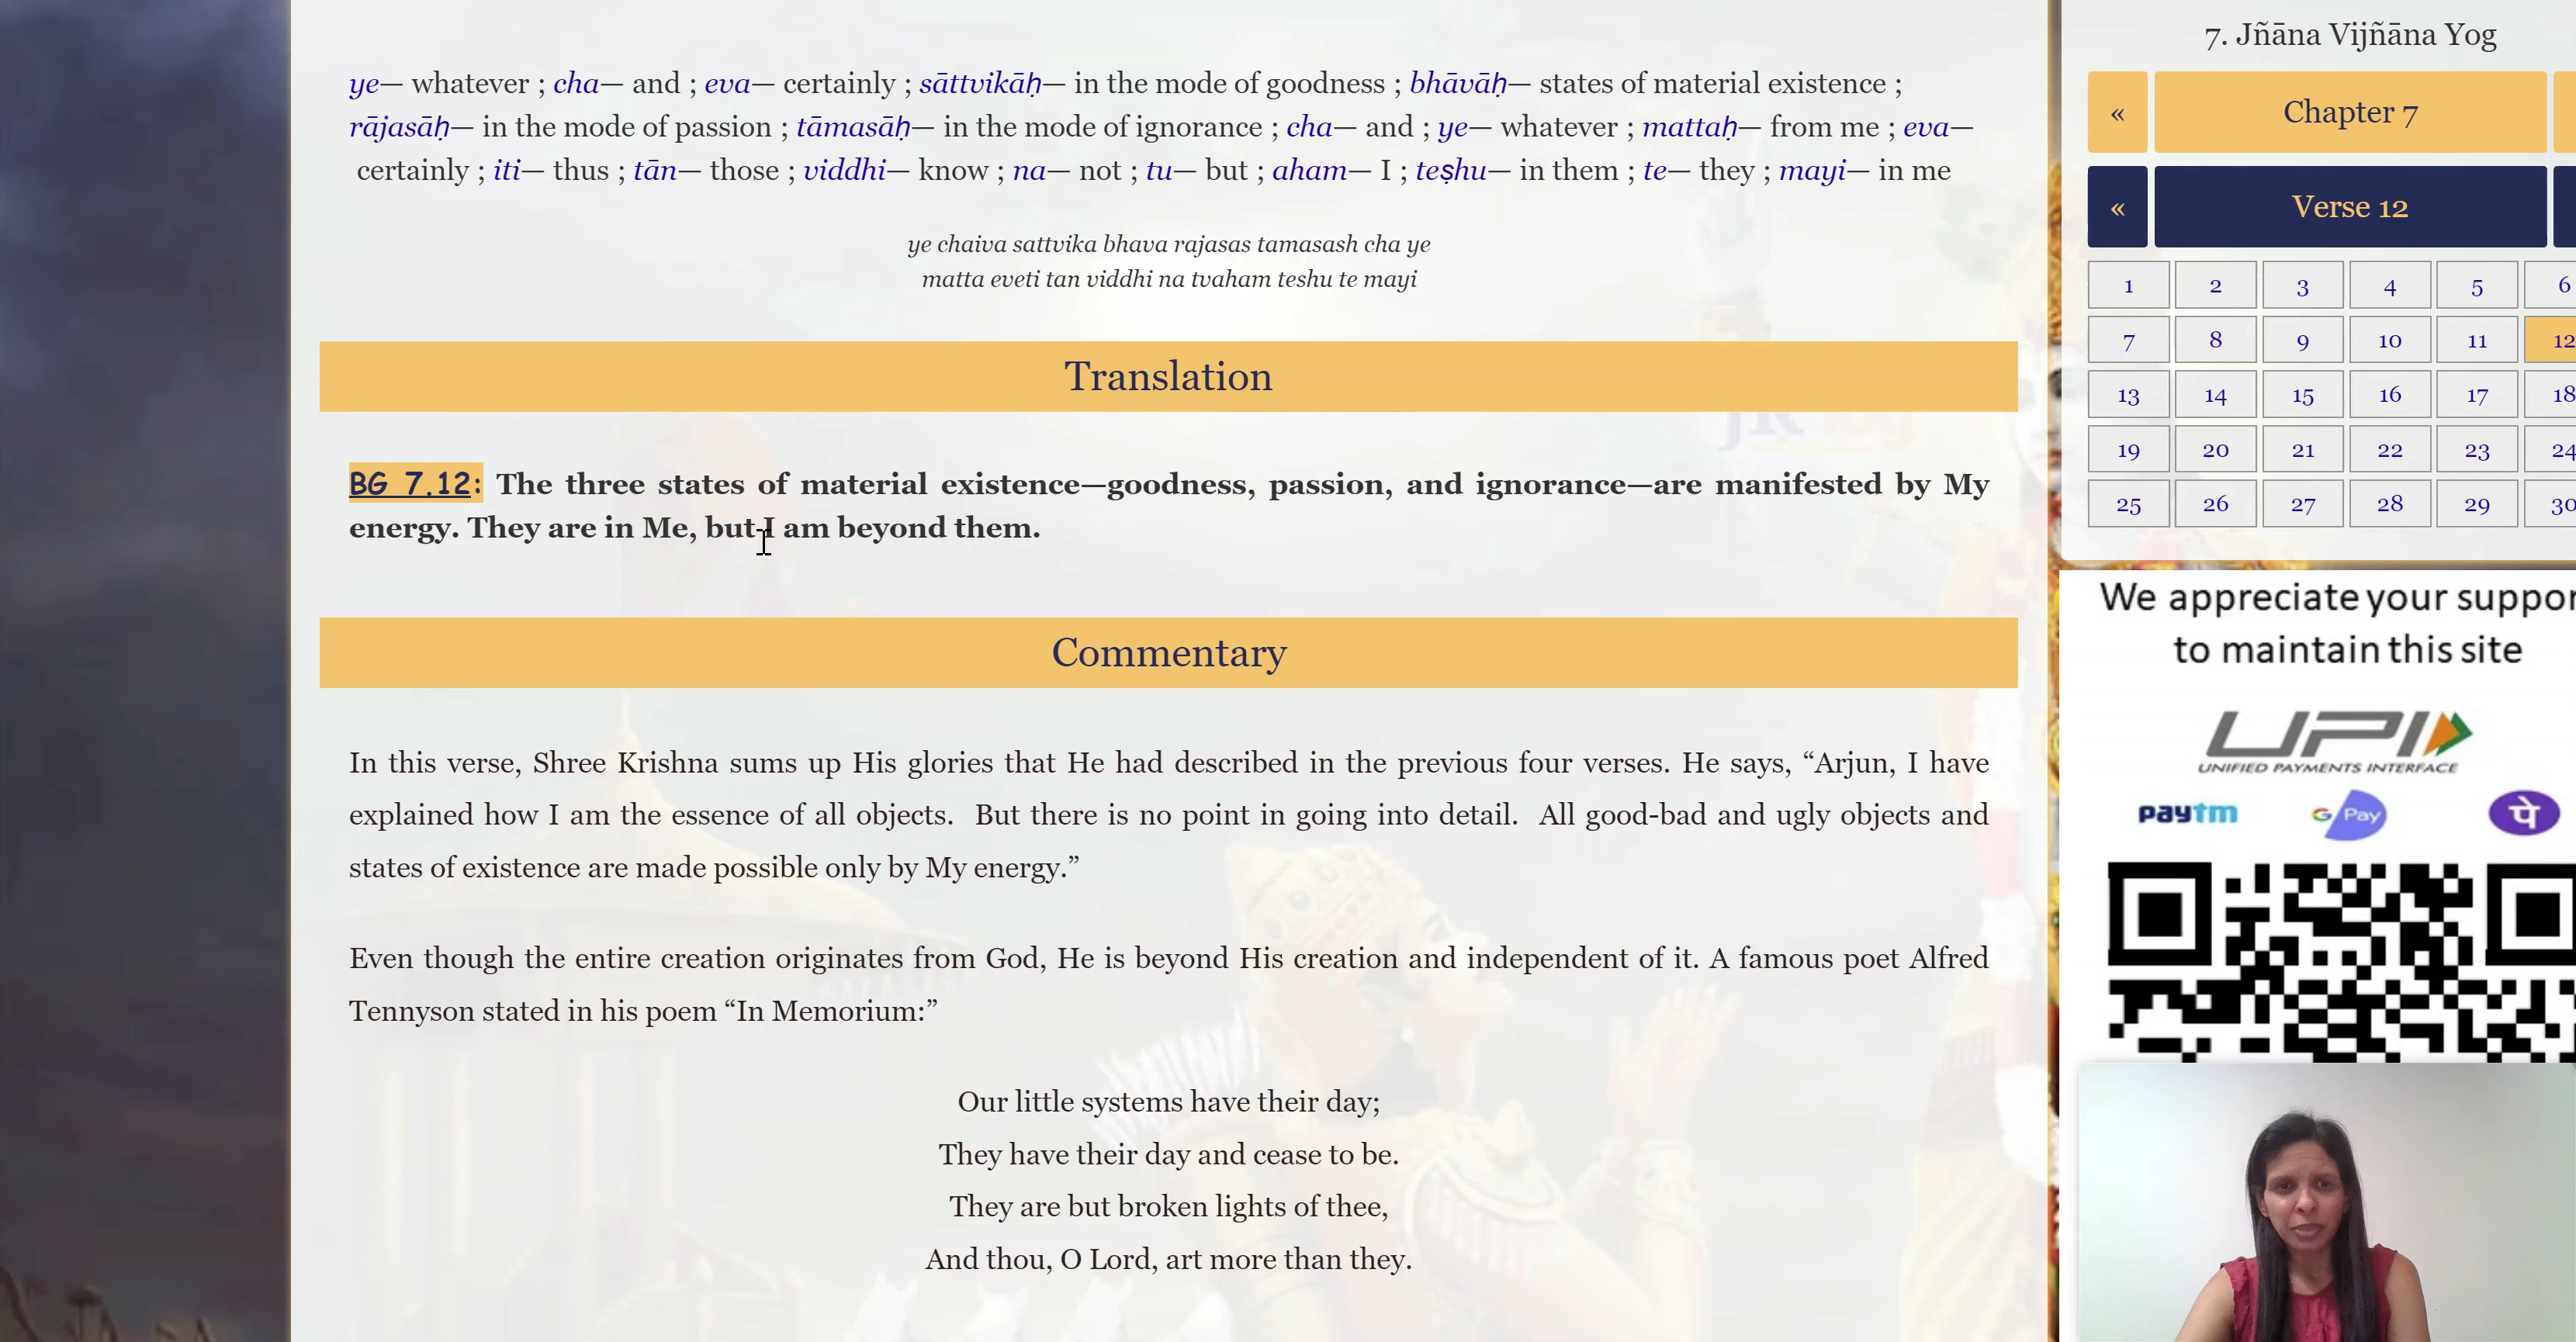 ye— whatever ; cha— and ; eva— certainly ; sāttvikāḥ— in the mode of goodness ; bhāvāḥ— states of material existence ;
rājasāḥ— in the mode of passion ; tāmasāḥ— in the mode of ignorance ; cha— and ; ye— whatever ; mattaḥ— from me ; eva—
certainly ; iti— thus ; tān— those ; viddhi— know ; na— not ; tu— but ; aham— I ; teṣhu— in them ; te— they ; mayi— in me
ye chaiva sattvika bhava rajasas tamasash cha ye
matta eveti tan viddhi na tvaham teshu te mayi
Translation
BG 7.12: The three states of material existence—goodness, passion, and ignorance—are manifested by My
energy. They are in Me, but I am beyond them.
Commentary
In this verse, Shree Krishna sums up His glories that He had described in the previous four verses. He says, “Arjun, I have
explained how I am the essence of all objects.  But there is no point in going into detail.  All good-bad and ugly objects and
states of existence are made possible only by My energy.”
Even though the entire creation originates from God, He is beyond His creation and independent of it. A famous poet Alfred
Tennyson stated in his poem “In Memorium:”
Our little systems have their day;
They have their day and cease to be.
They are but broken lights of thee,
And thou, O Lord, art more than they.
7. Jñāna Vijñāna Yog
« Chapter 7
« Verse 12
1 2 3 4 5 6
7 8 9 10 11 12
13 14 15 16 17 18
19 20 21 22 23 24
25 26 27 28 29 30
We appreciate your suppor
to maintain this site
UPI
UNIFIED PAYMENTS INTERFACE
paytm G Pay पे